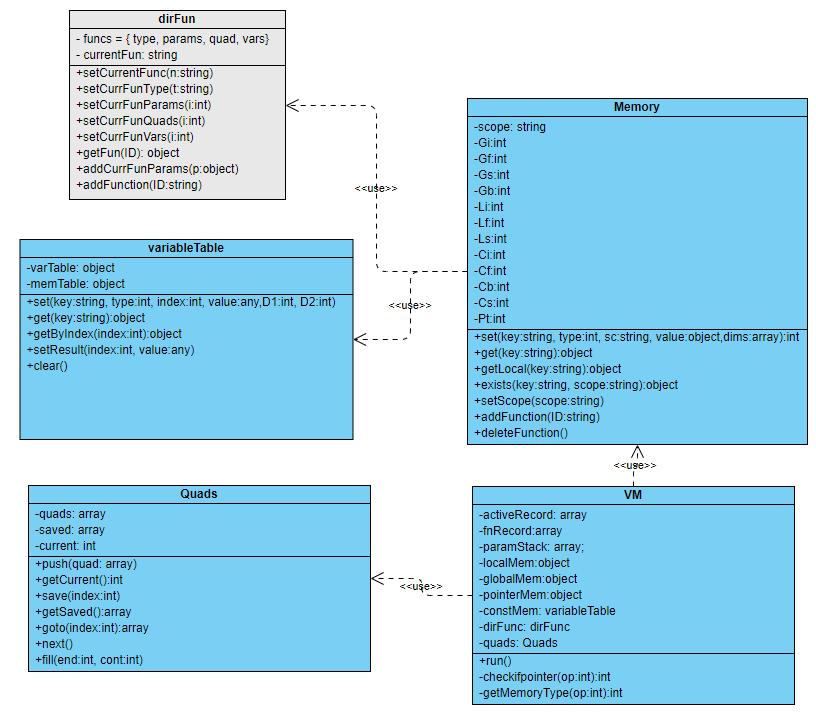 dirFun
- funcs = { type, params, quad, vars}
- currentFun: string
+setCurrentFunc(n:string)
+setCurrFunType(t:string)
+setCurrFunParams(i:int)
+setCurrFunQuads(i:int)
+setCurrFunVars(i:int)
+getFun(ID): object
+addCurrFunParams(p:object)
+addFunction(ID:string)
<<use>>
Memory
-scope: string
-Gi:int
-Gf:int
-Gs:int
-Gb:int
-Li:int
-Lf:int
-Ls:int
-Ci:int
-Cf:int
-Cb:int
-Cs:int
-Pt:int
+set(key:string, type:int, sc:string, value:object,dims:array):int
+get(key:string):object
+getLocal(key:string):object
+exists(key:string, scope:string):object
+setScope(scope:string)
+addFunction(ID:string)
+deleteFunction()
variableTable
-varTable: object
-memTable: object
+set(key:string, type:int, index:int, value:any,D1:int, D2:int)
+get(key:string):object
+getByIndex(index:int):object
+setResult(index:int, value:any)
+clear()
<<use>>
<<use>>
Quads
-quads: array
-saved: array
-current: int
+push(quad: array)
+getCurrent():int
+save(index:int)
+getSaved():array
+goto(index:int):array
+next()
+fill(end:int, cont:int)
<<use>>
VM
-activeRecord: array
-fnRecord:array
-paramStack: array;
-localMem:object
-globalMem:object
-pointerMem:object
-constMem: variableTable
-dirFunc: dirFunc
-quads: Quads
+run()
-checkifpointer(op:int):int
-getMemoryType(op:int):int